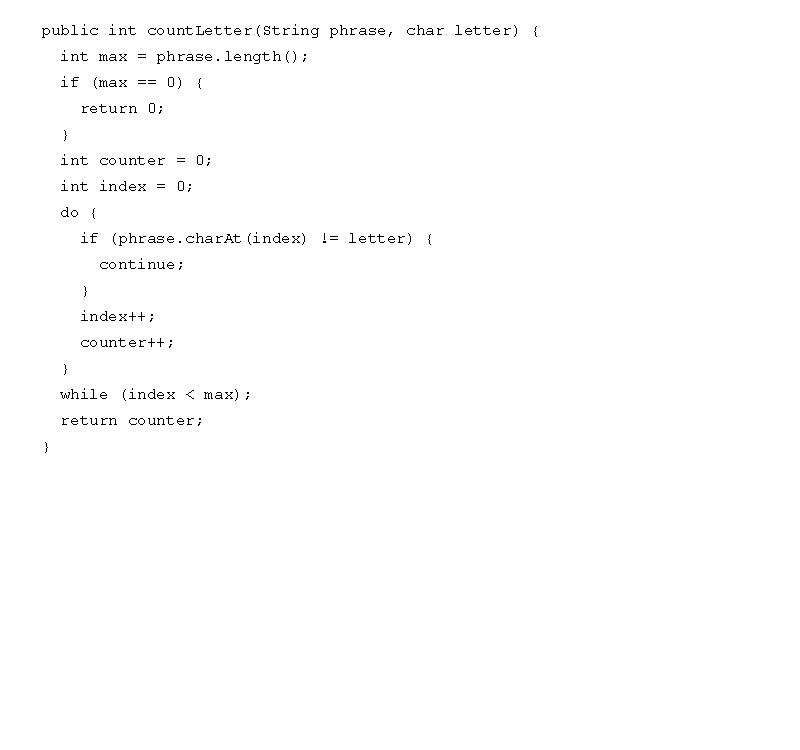 public int countLetter(String phrase, char letter) {
  int max = phrase.length();
  if (max == 0) {
    return 0;
  }
  int counter = 0;
  int index = 0;
  do {
    if (phrase.charAt(index) != letter) {
      continue;
    }
    index++;
    counter++;
  }
  while (index < max);
  return counter;
}